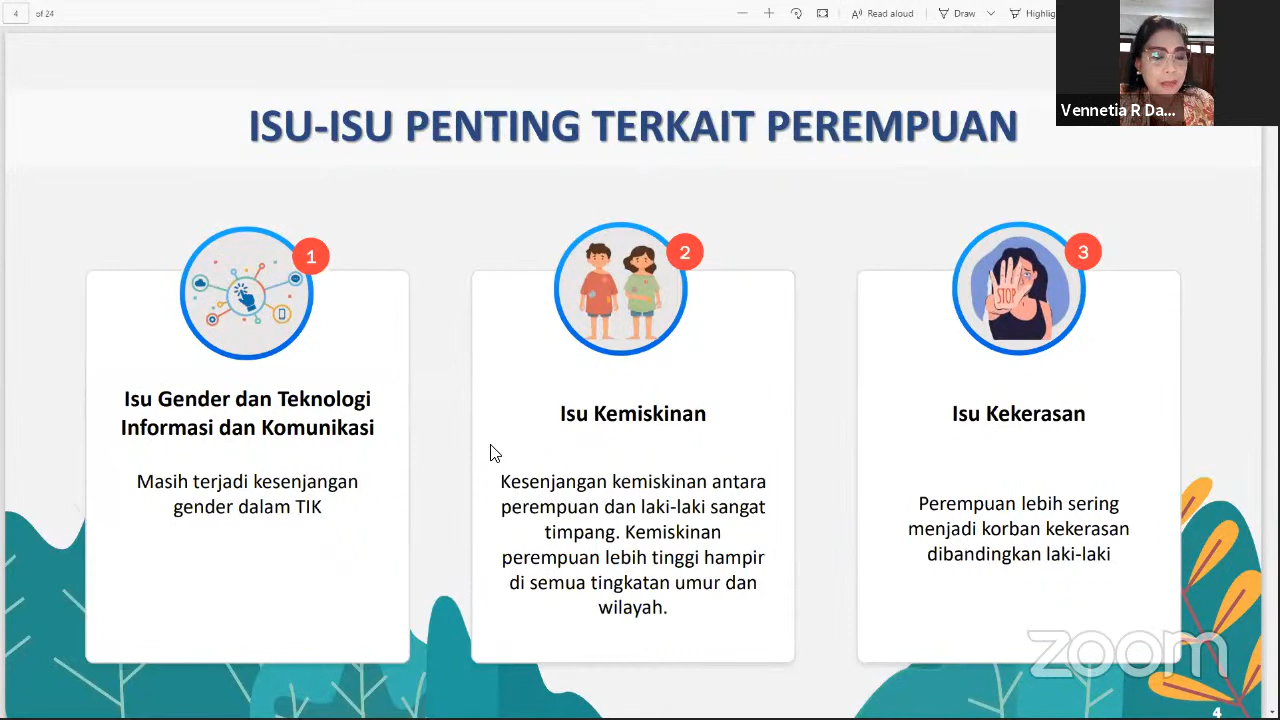 4 of 24
Read aloud
Draw
Highlig
Vennetia R Da...
ISU-ISU PENTING TERKAIT PEREMPUAN
1
Isu Gender dan Teknologi
Informasi dan Komunikasi
Masih terjadi kesenjangan
gender dalam TIK
2
Isu Kemiskinan
Kesenjangan kemiskinan antara
perempuan dan laki-laki sangat
timpang. Kemiskinan
perempuan lebih tinggi hampir
di semua tingkatan umur dan
wilayah.
3
STOP
Isu Kekerasan
Perempuan lebih sering
menjadi korban kekerasan
dibandingkan laki-laki
zoom
4